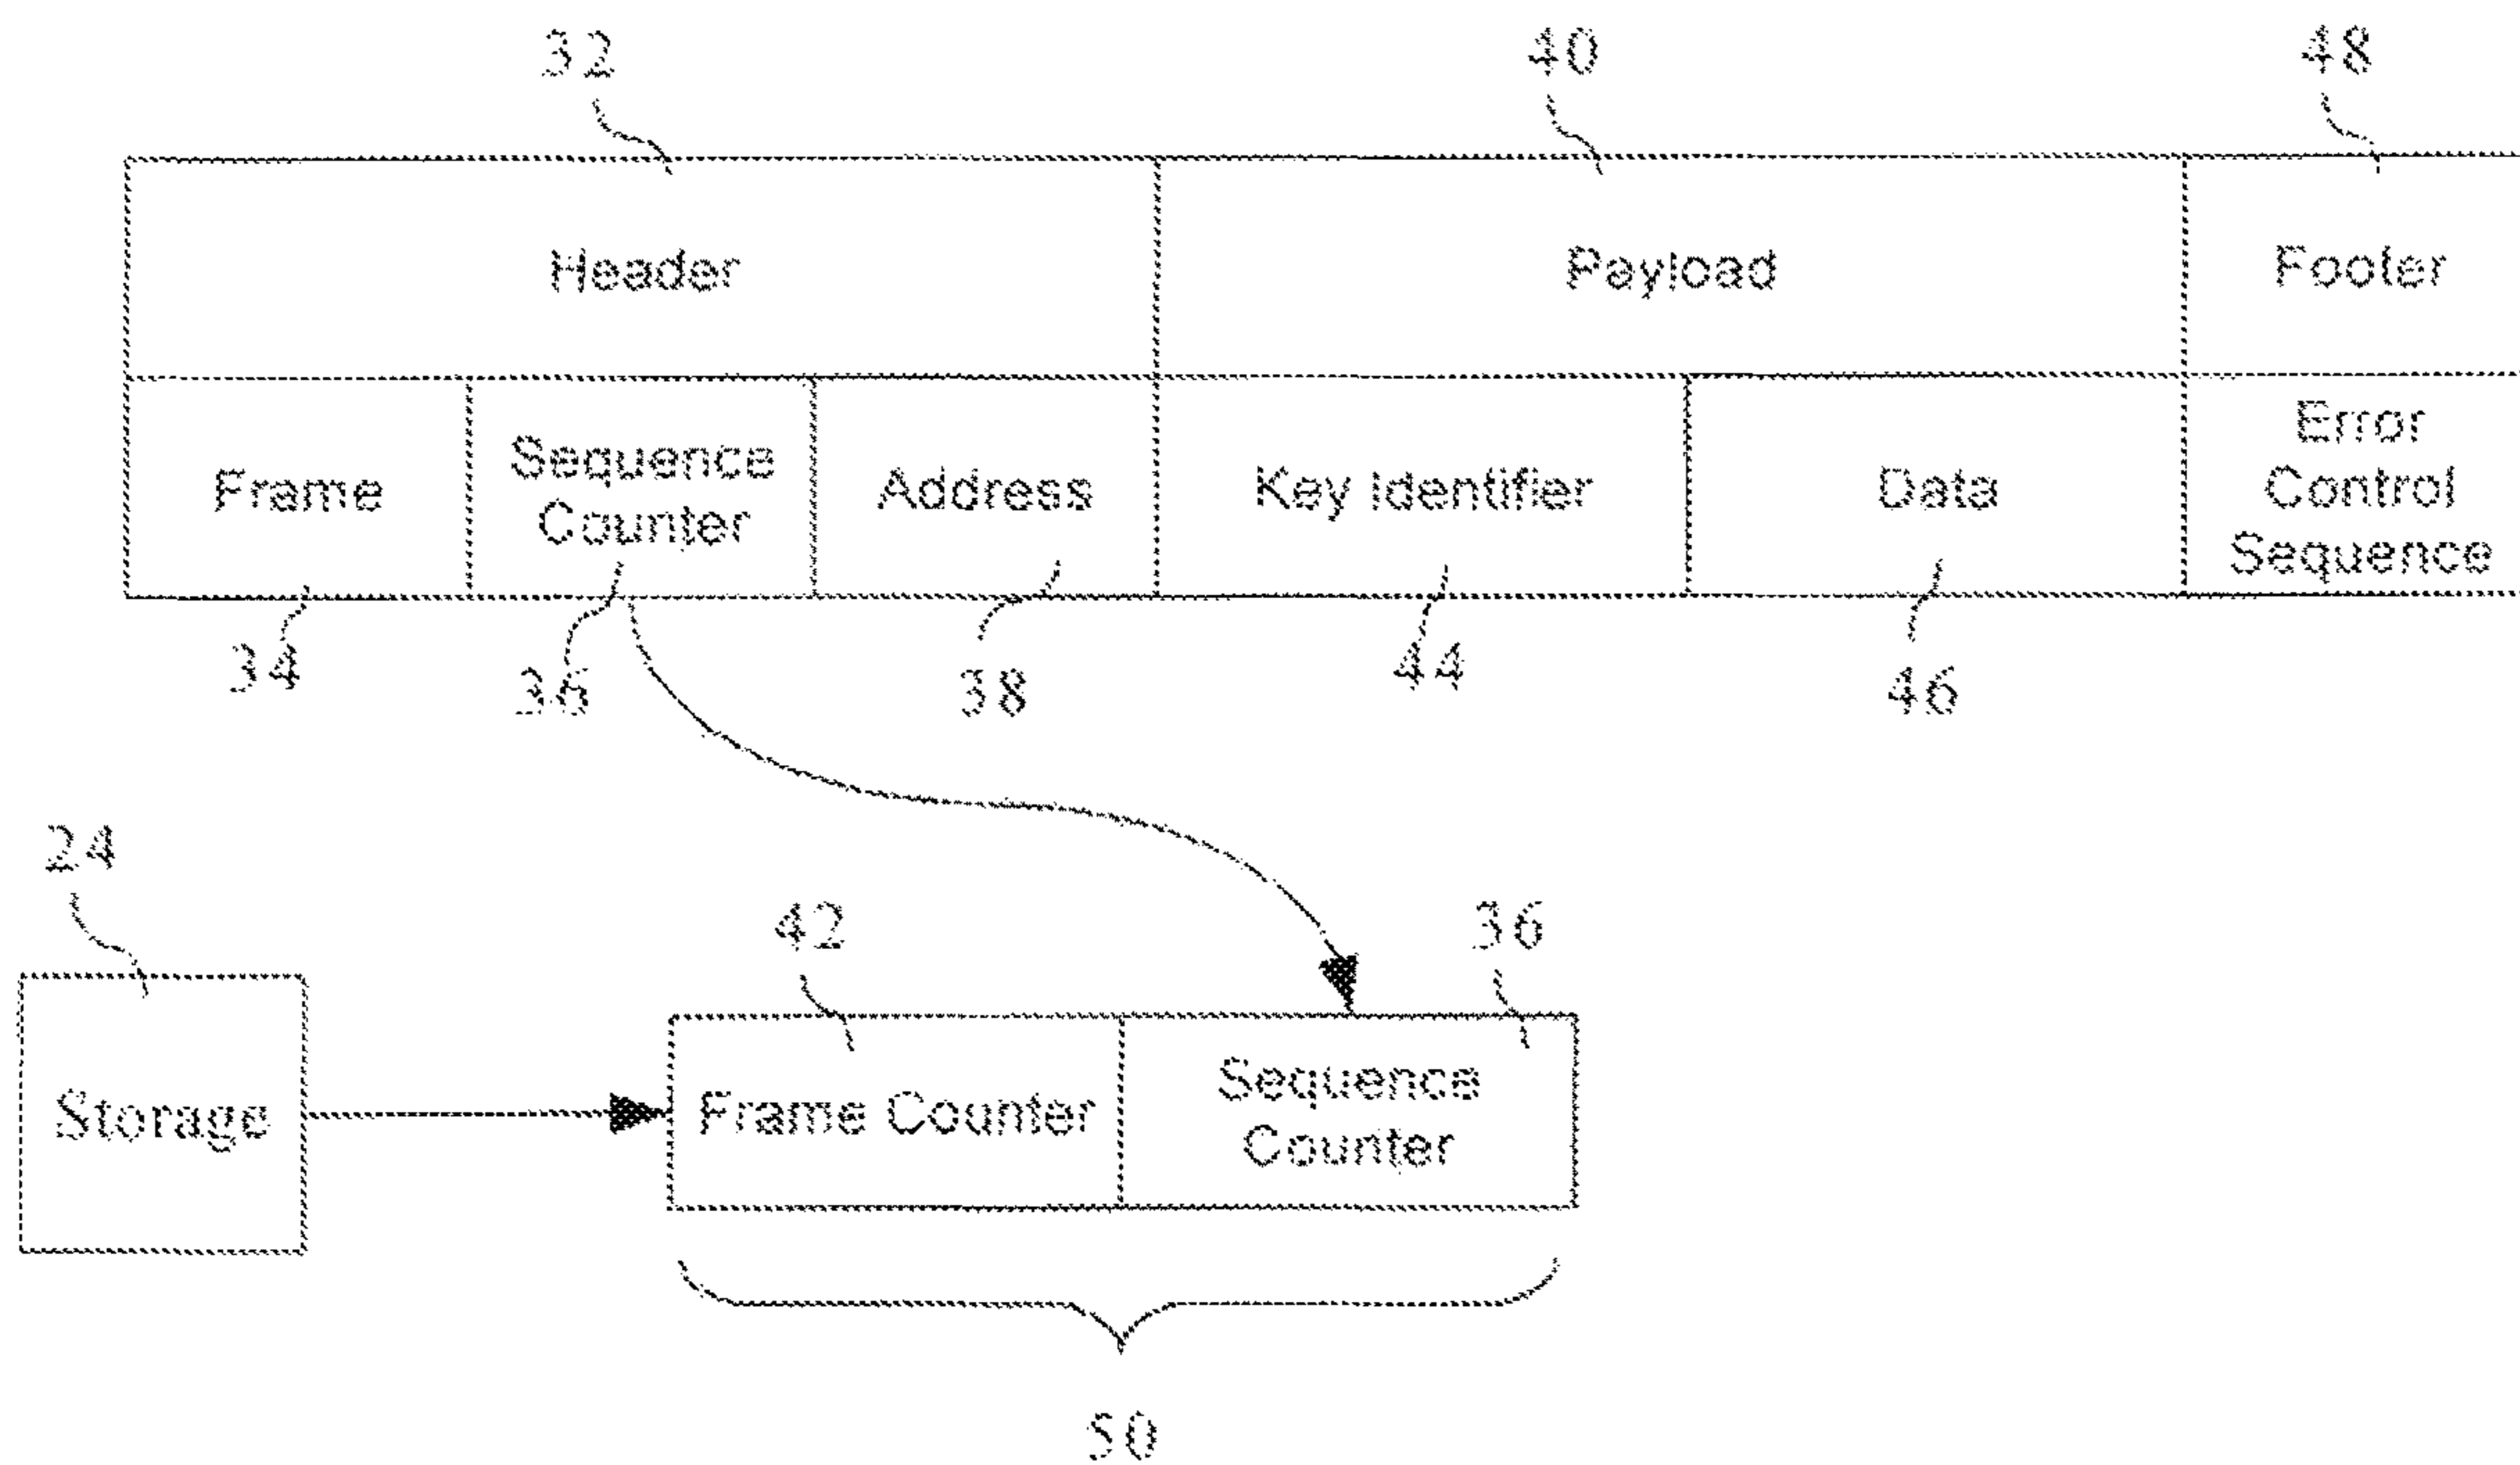 32
40
48
Header
Payload
Footer
Frame
Sequence
Counter
Address
Key Identifier
Data
Error
Control
Sequence
34
36
38
44
46
24
42
36
Storage
Frame Counter
Sequence
Counter
50